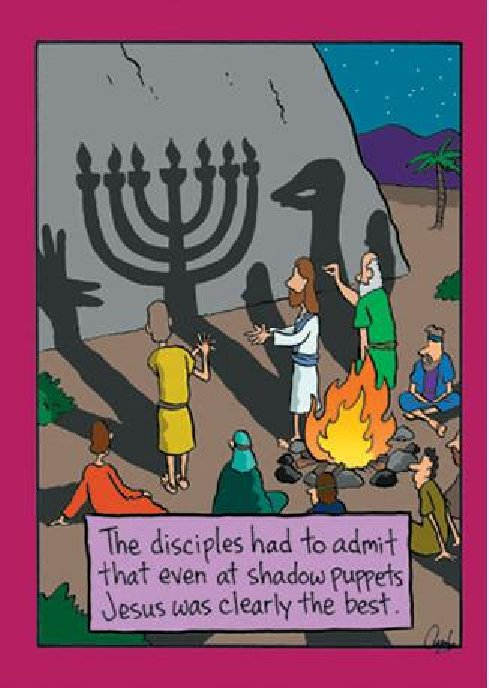 The disciples had to admit
that even at shadow puppets
Jesus was clearly the best.